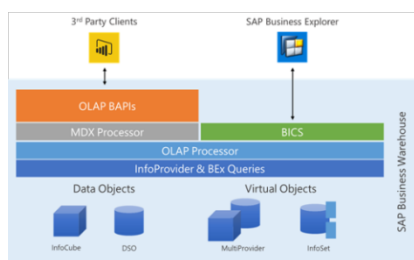 3rd Party Clients
SAP Business Explorer
OLAP BAPIs
MDX Processor
BICS
OLAP Processor
InfoProvider & BEx Queries
Data Objects
Virtual Objects
InfoCube
DSO
MultiProvider
InfoSet
SAP Business Warehouse